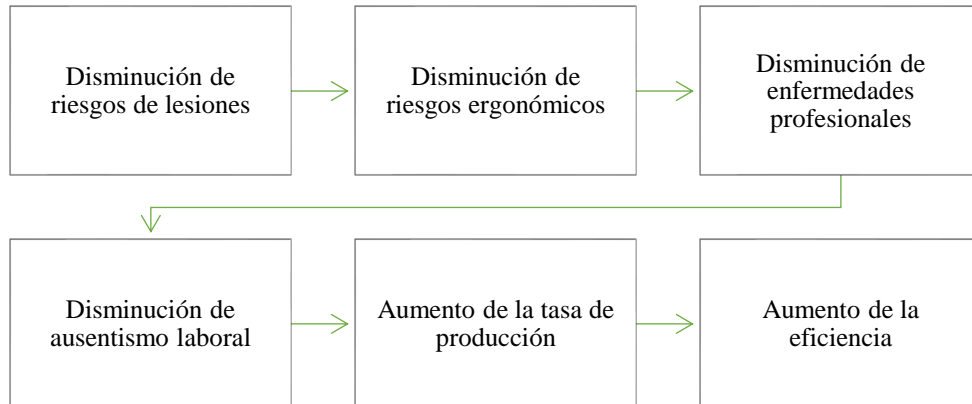 Disminución de
riesgos de lesiones
Disminución de
riesgos ergonómicos
Disminución de
enfermedades
profesionales
Disminución de
ausentismo laboral
Aumento de la tasa de
producción
Aumento de la
eficiencia